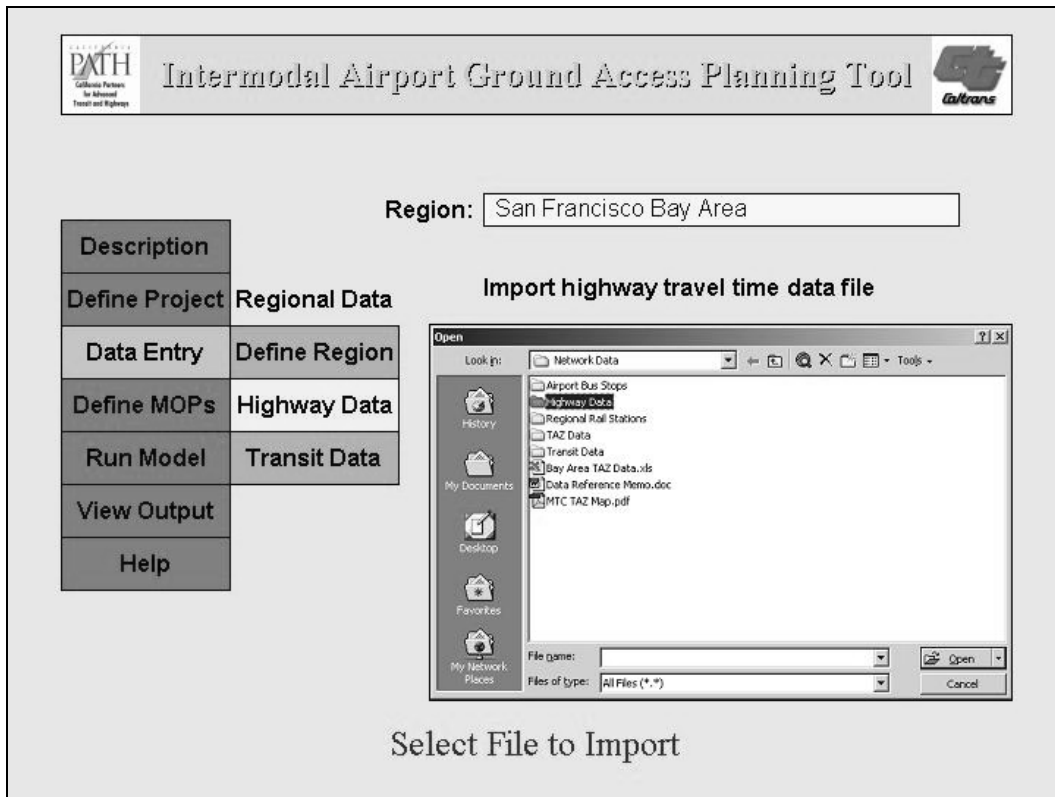 CALIFORNIA
PATH
California Partners
for Advanced
Transit and Highways
Intermodal Airport Ground Access Planning Tool
Caltrans
Region: San Francisco Bay Area
Description
Define Project
Data Entry
Define MOPs
Run Model
View Output
Help
Regional Data
Define Region
Highway Data
Transit Data
Import highway travel time data file
Open
Look in: Network Data Tools
History
My Documents
Desktop
Favorites
My Network
Places
Airport Bus Stops
Highway Data
Regional Rail Stations
TAZ Data
Transit Data
Bay Area TAZ Data.xls
Data Reference Memo.doc
MTC TAZ Map.pdf
File name: Open
Files of type: All Files (*.*) Cancel
Select File to Import